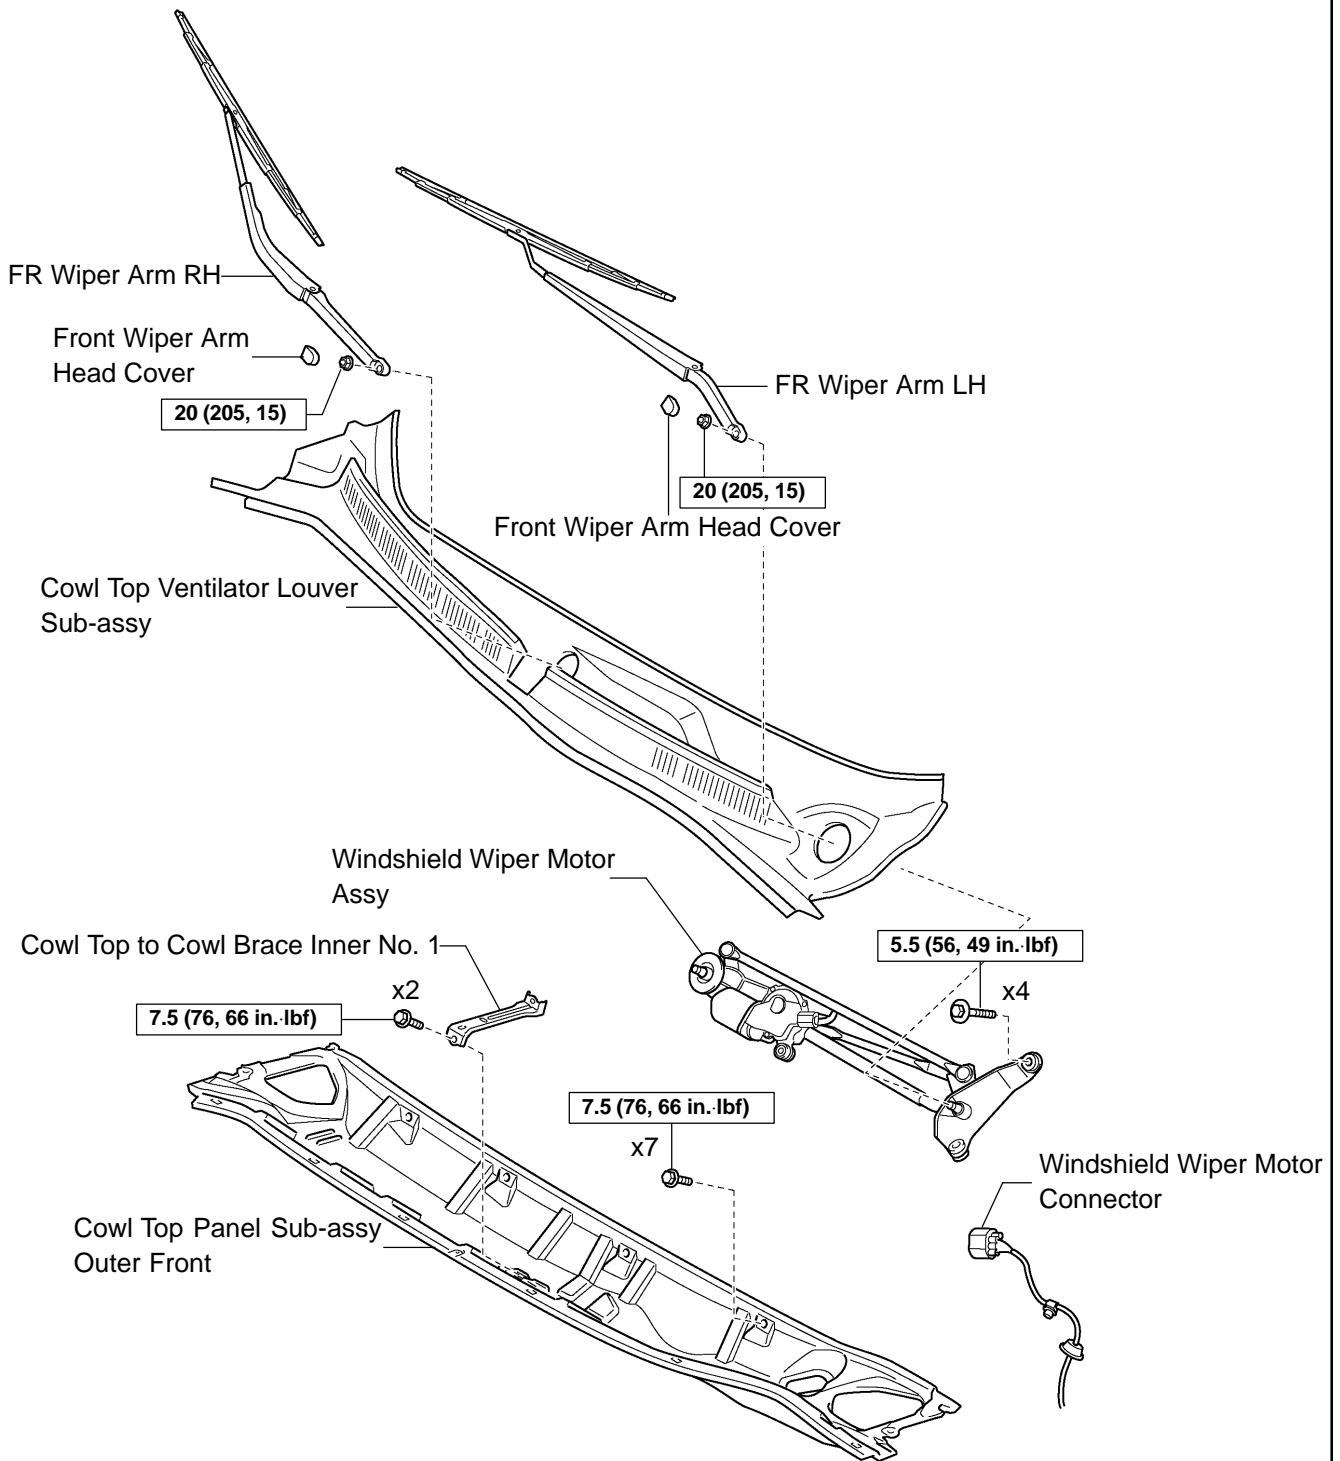 FR Wiper Arm RH
Front Wiper Arm
Head Cover
20 (205, 15)
FR Wiper Arm LH
20 (205, 15)
Front Wiper Arm Head Cover
Cowl Top Ventilator Louver
Sub-assy
Windshield Wiper Motor
Assy
Cowl Top to Cowl Brace Inner No. 1
5.5 (56, 49 in.·lbf)
x4
x2
7.5 (76, 66 in.·lbf)
7.5 (76, 66 in.·lbf)
x7
Windshield Wiper Motor
Connector
Cowl Top Panel Sub-assy
Outer Front